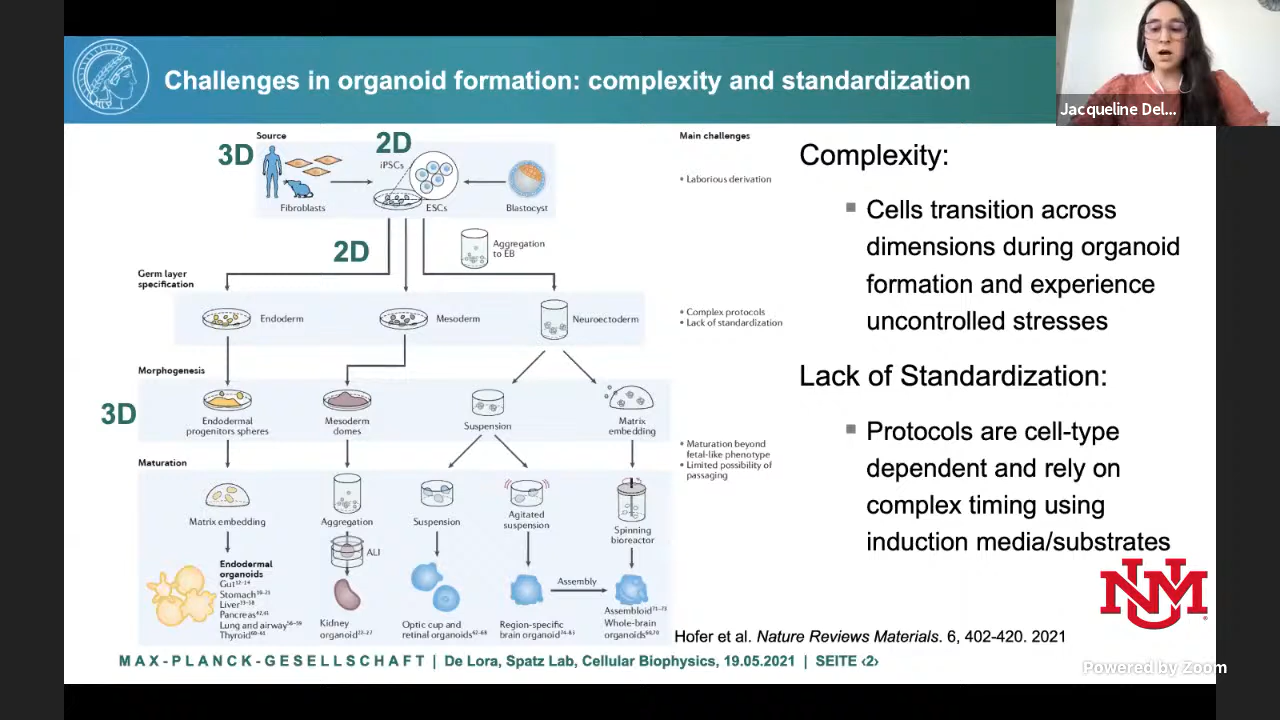 Challenges in organoid formation: complexity and standardization
Jacqueline Del...
Source
Main challenges
3D
2D
iPSCs
Fibroblasts
ESCs
Blastocyst
• Laborious derivation
2D
Aggregation
to EB
Germ layer
specification
Endoderm
Mesoderm
Neuroectoderm
• Complex protocols
• Lack of standardization
Morphogenesis
3D
Endodermal
progenitors spheres
Mesoderm
domes
Suspension
Matrix
embedding
• Maturation beyond
fetal-like phenotype
• Limited possibility of
passaging
Maturation
Matrix embedding
Aggregation
Suspension
Agitated
suspension
Spinning
bioreactor
ALI
Endodermal
organoids
Gut
Stomach
Liver
Pancreas
Lung and airway
Thyroid
Kidney
organoid
Optic cup and
retinal organoids
Region-specific
brain organoid
Assembly
Assembloid
Whole-brain
organoids
Complexity:
▪ Cells transition across
dimensions during organoid
formation and experience
uncontrolled stresses
Lack of Standardization:
▪ Protocols are cell-type
dependent and rely on
complex timing using
induction media/substrates
UNM
Hofer et al. Nature Reviews Materials. 6, 402-420. 2021
MAX-PLANCK-GESELLSCHAFT | De Lora, Spatz Lab, Cellular Biophysics, 19.05.2021 | SEITE ‹2›
Powered by Zoom